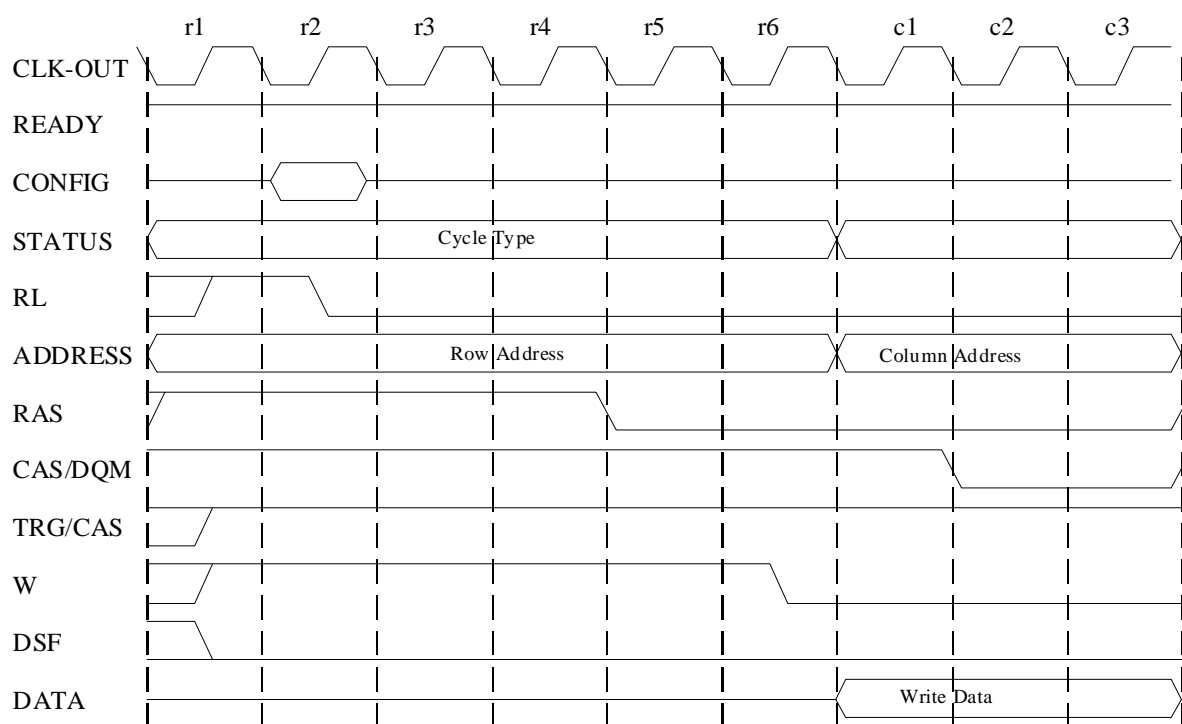 r1 r2 r3 r4 r5 r6 c1 c2 c3
CLK-OUT
READY
CONFIG
STATUS Cycle Type
RL
ADDRESS Row Address Column Address
RAS
CAS/DQM
TRG/CAS
W
DSF
DATA Write Data